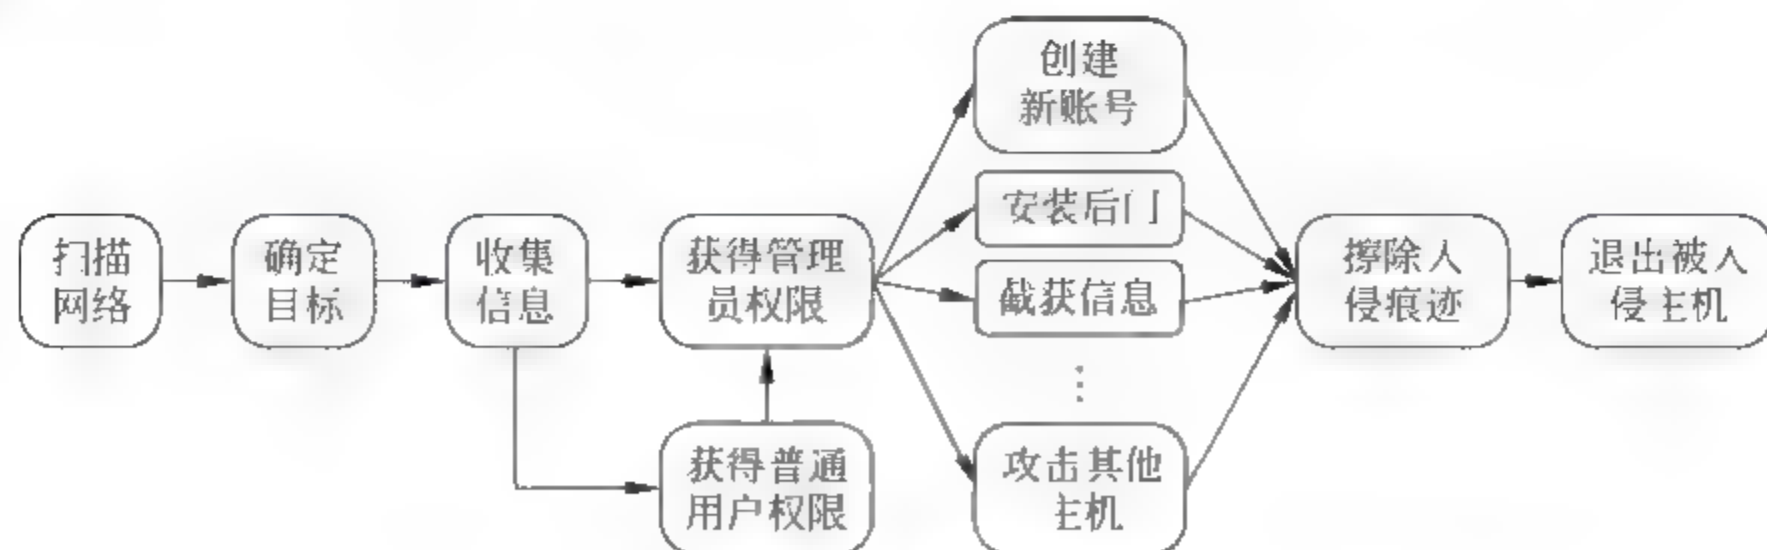 扫描
网络
确定
目标
收集
信息
获得管理
员权限
获得普通
用户权限
创建
新账号
安装后门
截获信息
⋮
攻击其他
主机
擦除入
侵痕迹
退出被入
侵主机